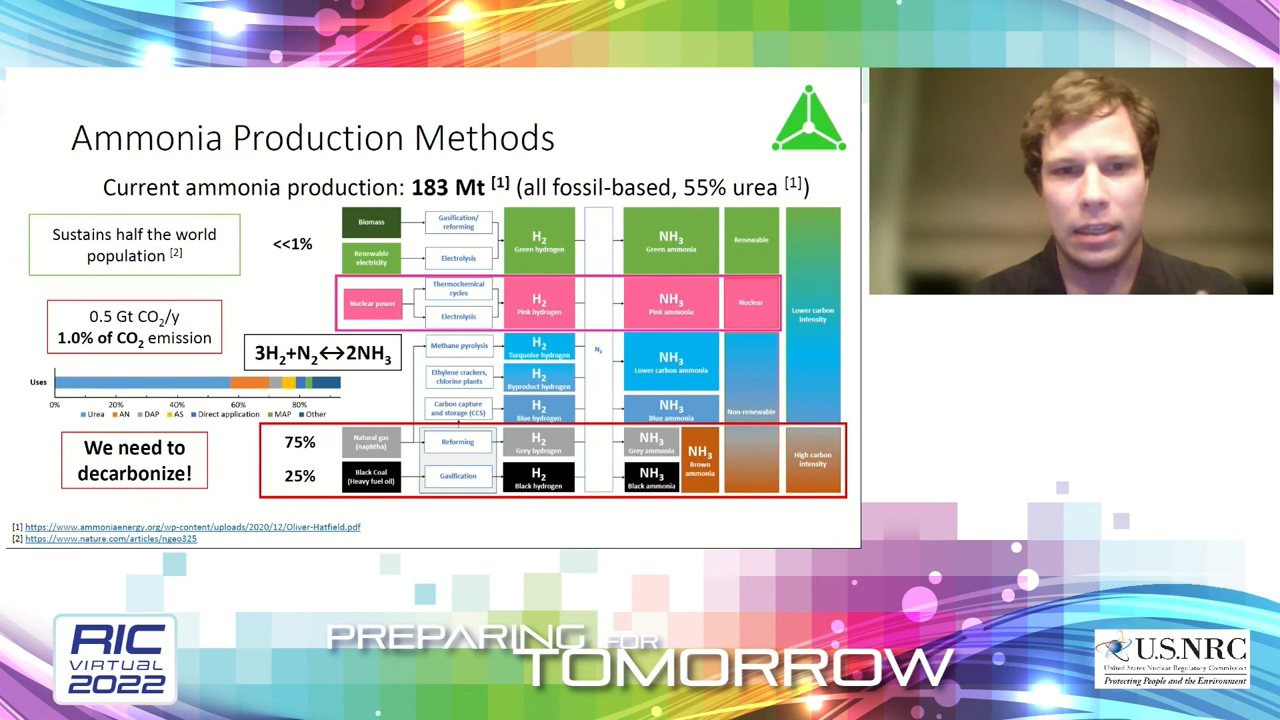 Ammonia Production Methods
Current ammonia production: 183 Mt [1] (all fossil-based, 55% urea [1])
Sustains half the world
population [2]
0.5 Gt CO2/y
1.0% of CO2 emission
3H2+N2↔2NH3
Uses
0%
20%
40%
60%
80%
Urea
AN
DAP
AS
Direct application
MAP
Other
We need to
decarbonize!
<<1%
75%
25%
Biomass
Gasification/
reforming
Renewable
electricity
Electrolysis
H2
Green hydrogen
NH3
Green ammonia
Renewable
Nuclear power
Thermochemical
cycles
Electrolysis
H2
Pink hydrogen
NH3
Pink ammonia
Nuclear
Lower carbon
intensity
Methane pyrolysis
H2
Turquoise hydrogen
N2
NH3
Lower carbon ammonia
Ethylene crackers,
chlorine plants
H2
Byproduct hydrogen
Carbon capture
and storage (CCS)
H2
Blue hydrogen
NH3
Blue ammonia
Non-renewable
Natural gas
(naphtha)
Reforming
H2
Grey hydrogen
NH3
Grey ammonia
NH3
Brown
ammonia
High carbon
intensity
Black Coal
(Heavy fuel oil)
Gasification
H2
Black hydrogen
NH3
Black ammonia
[1] https://www.ammoniaenergy.org/wp-content/uploads/2020/12/Oliver-Hatfield.pdf
[2] https://www.nature.com/articles/ngeo325
RIC
VIRTUAL
2022
PREPARING FOR
TOMORROW
U.S.NRC
United States Nuclear Regulatory Commission
Protecting People and the Environment